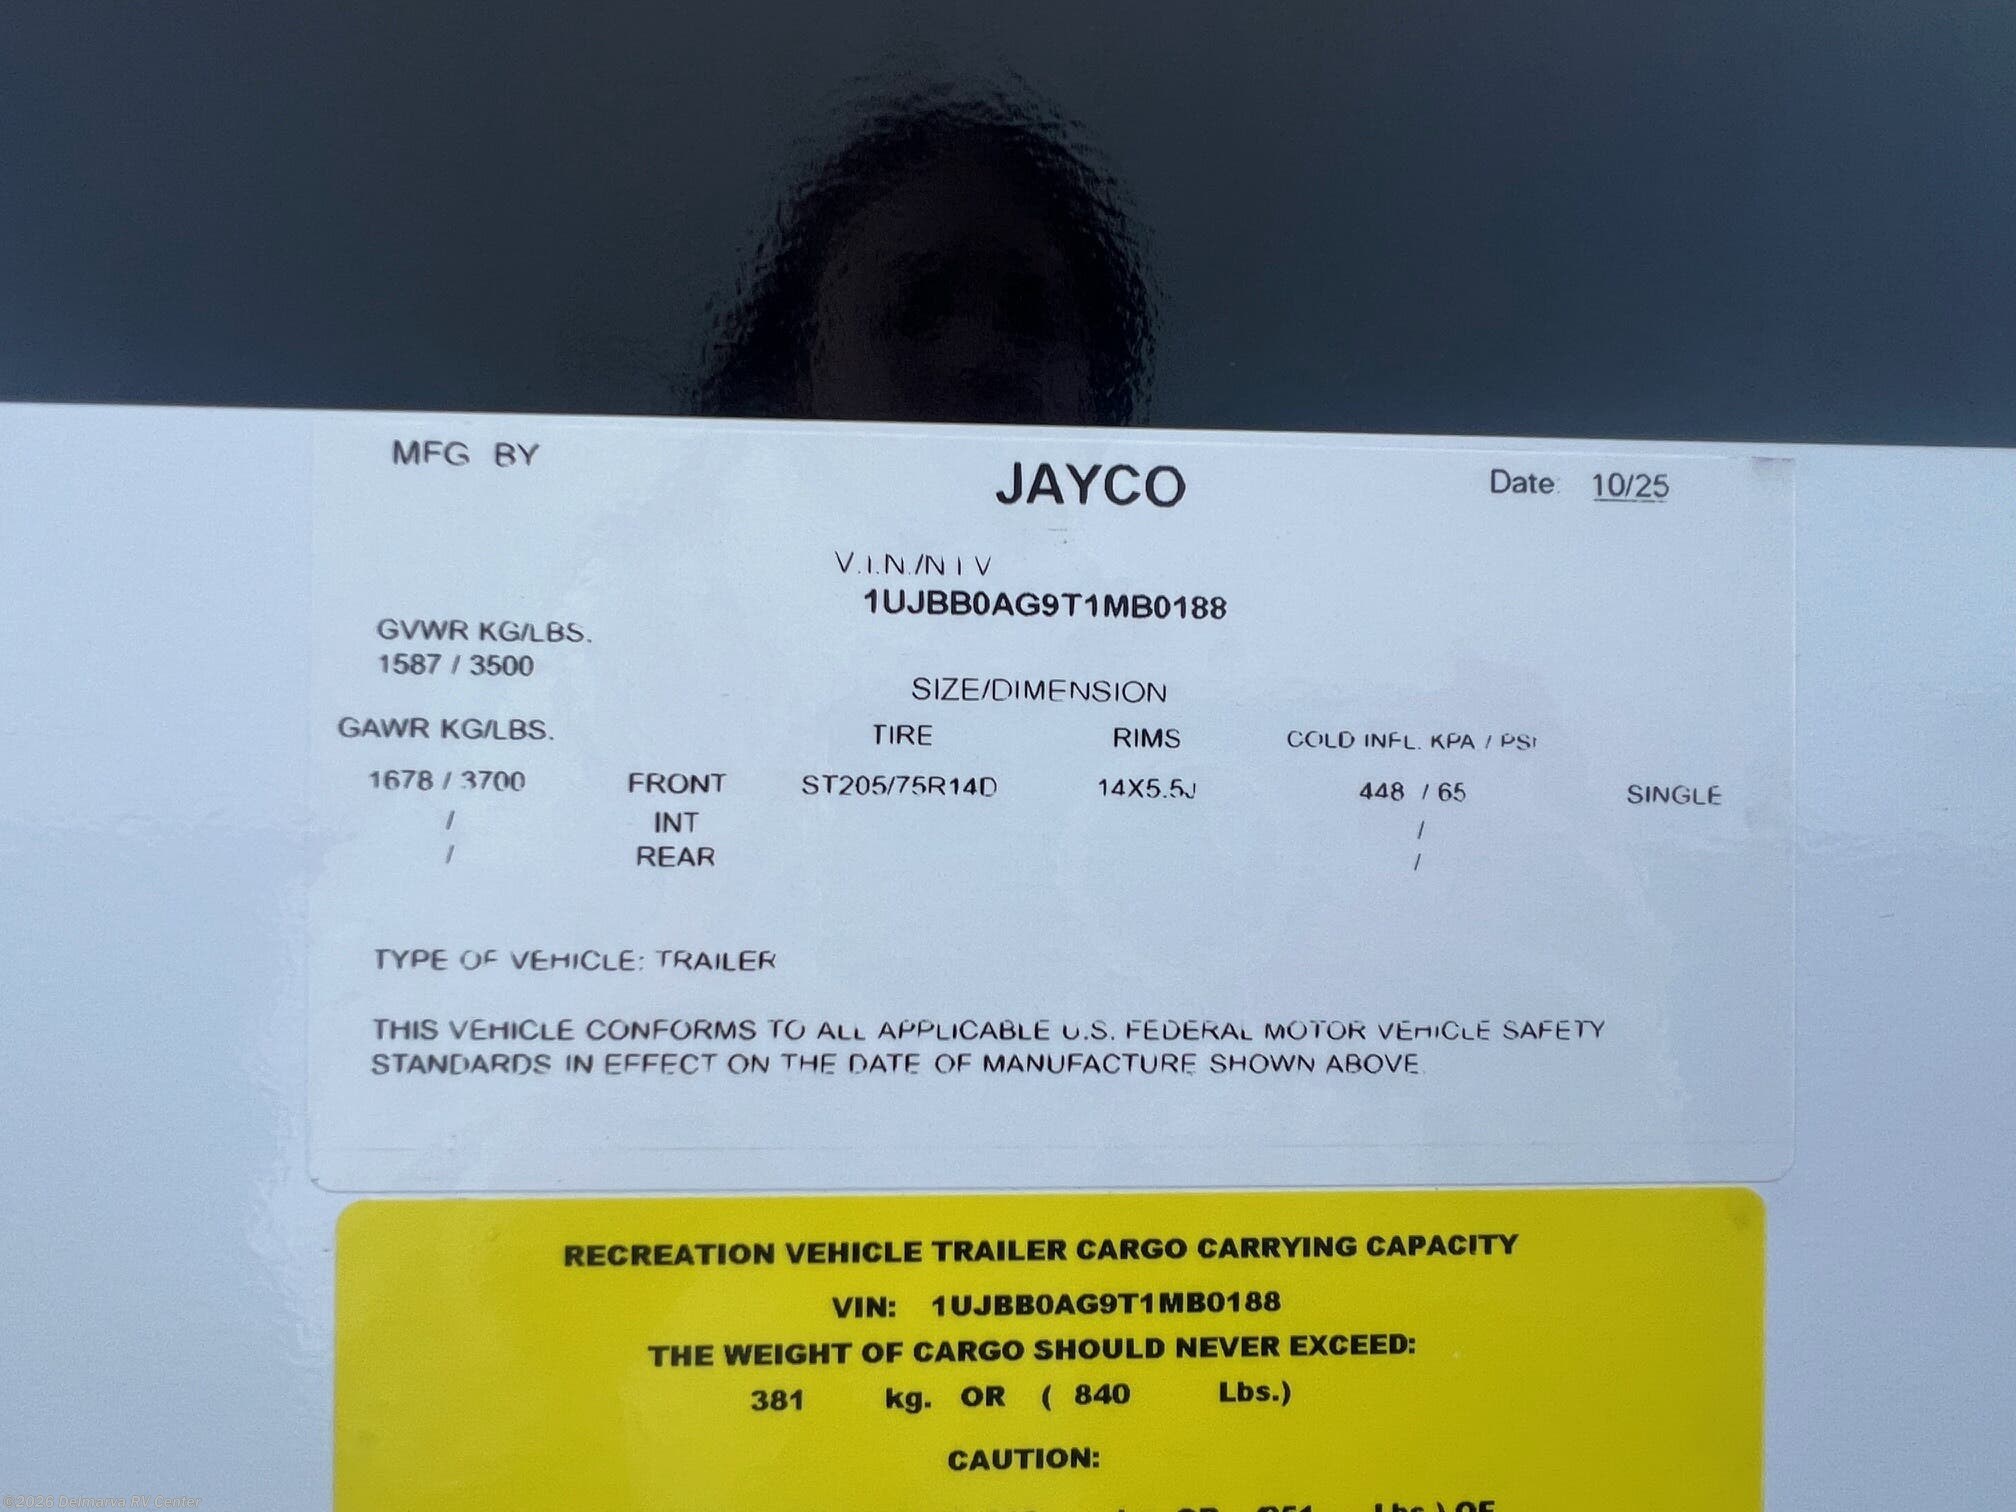 MFG BY JAYCO Date: 10/25
V.I.N./N I V
1UJBB0AG9T1MB0188
GVWR KG/LBS.
1587 / 3500
SIZE/DIMENSION
GAWR KG/LBS. TIRE RIMS COLD INFL. KPA / PSI
1678 / 3700 FRONT ST205/75R14D 14X5.5J 448 / 65 SINGLE
/ INT /
/ REAR /
TYPE OF VEHICLE: TRAILER
THIS VEHICLE CONFORMS TO ALL APPLICABLE U.S. FEDERAL MOTOR VEHICLE SAFETY
STANDARDS IN EFFECT ON THE DATE OF MANUFACTURE SHOWN ABOVE.
RECREATION VEHICLE TRAILER CARGO CARRYING CAPACITY
VIN: 1UJBB0AG9T1MB0188
THE WEIGHT OF CARGO SHOULD NEVER EXCEED:
381 kg. OR ( 840 Lbs.)
CAUTION:
OR Lbs.) OF
©2026 Delmarva RV Center